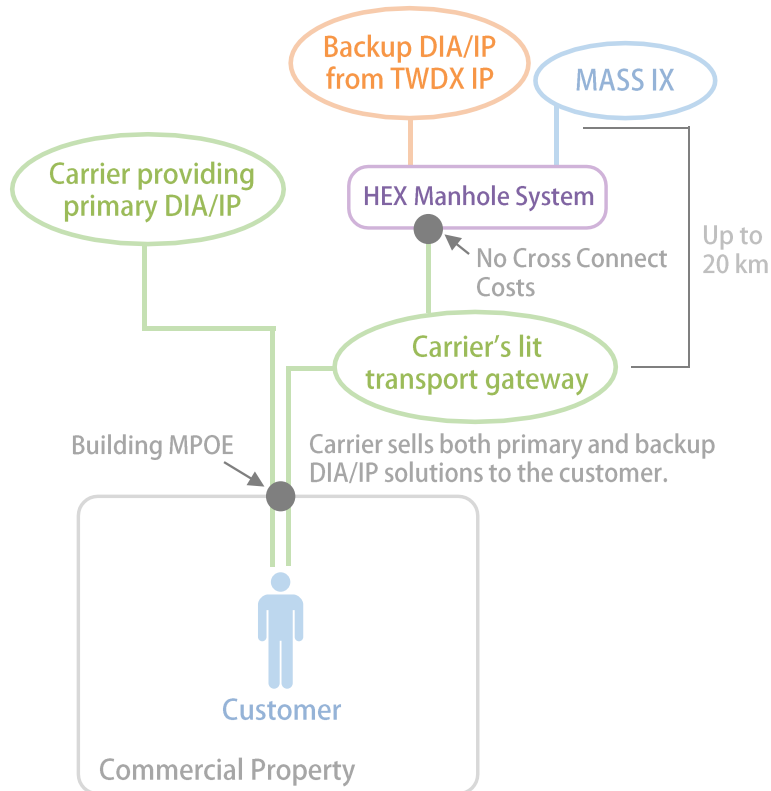 Backup DIA/IP
from TWDX IP
MASS IX
Carrier providing
primary DIA/IP
HEX Manhole System
No Cross Connect
Costs
Up to
20 km
Carrier's lit
transport gateway
Building MPOE
Carrier sells both primary and backup
DIA/IP solutions to the customer.
Customer
Commercial Property